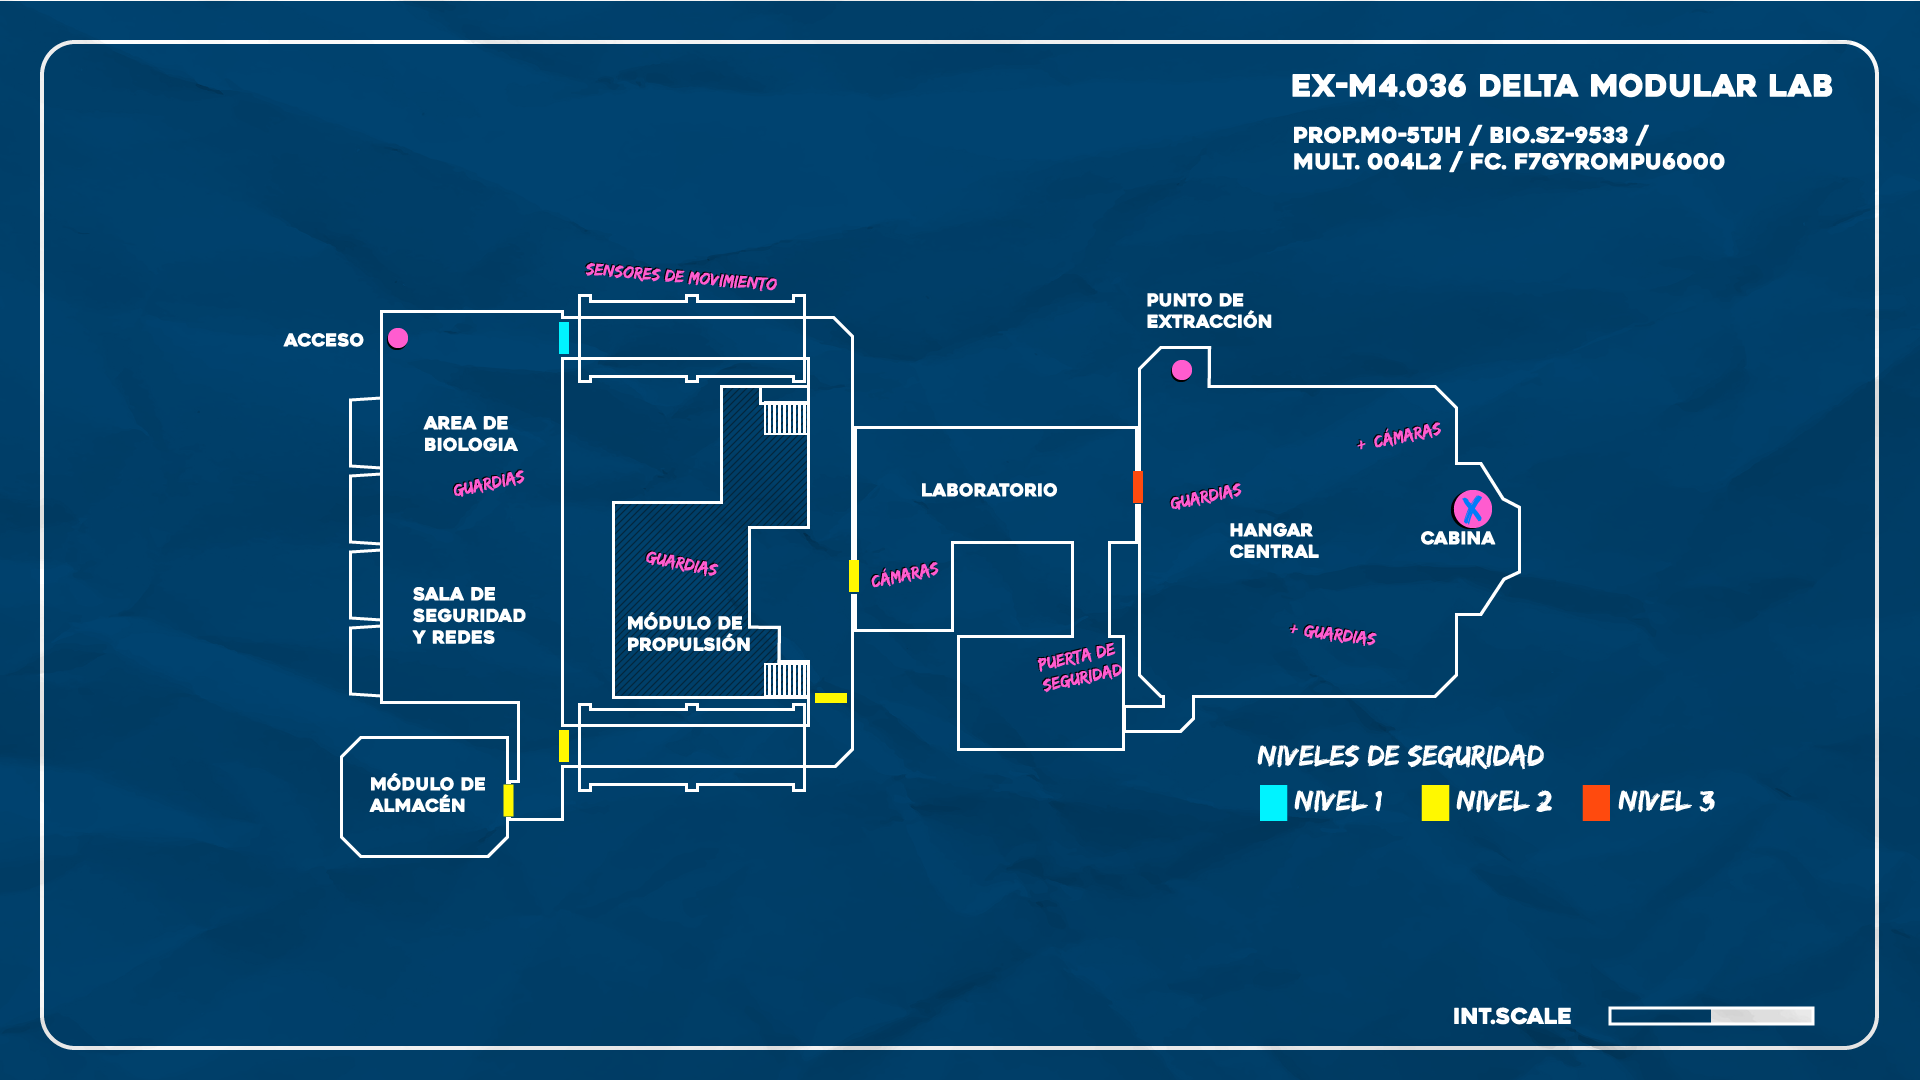 EX-M4.036 DELTA MODULAR LAB
PROP.M0-5TJH / BIO.SZ-9533 /
MULT. 004L2 / FC. F7GYROMPU6000
SENSORES DE MOVIMIENTO
ACCESO
PUNTO DE
EXTRACCIÓN
AREA DE
BIOLOGIA
GUARDIAS
+ CÁMARAS
LABORATORIO
GUARDIAS
HANGAR
CENTRAL
X
CABINA
GUARDIAS
CÁMARAS
SALA DE
SEGURIDAD
Y REDES
MÓDULO DE
PROPULSIÓN
+ GUARDIAS
PUERTA DE
SEGURIDAD
MÓDULO DE
ALMACÉN
NIVELES DE SEGURIDAD
NIVEL 1
NIVEL 2
NIVEL 3
INT.SCALE